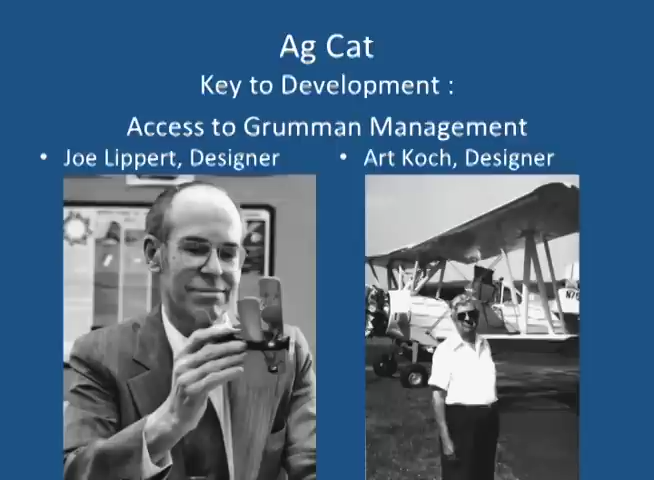 Ag Cat
Key to Development :
Access to Grumman Management
• Joe Lippert, Designer
• Art Koch, Designer